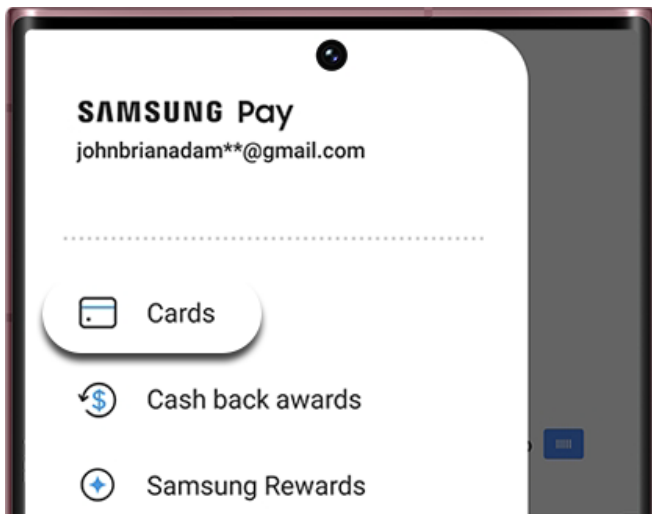 SAMSUNG Pay
johnbrianadam**@gmail.com
Cards
Cash back awards
Samsung Rewards